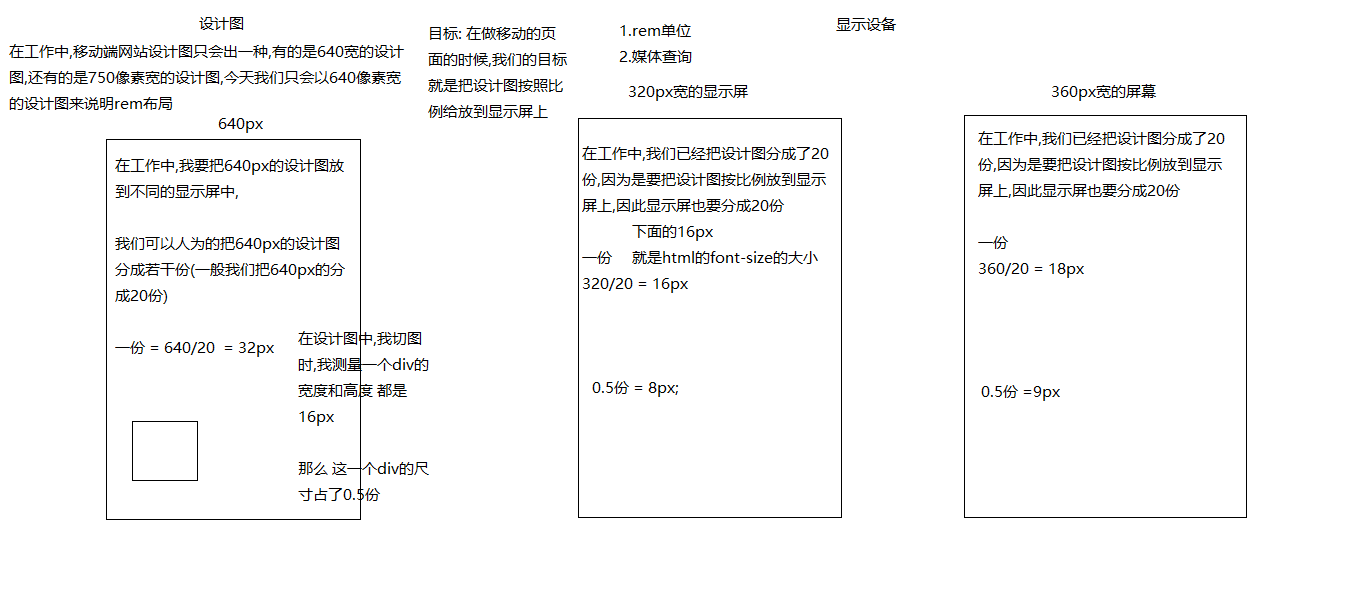 设计图
在工作中,移动端网站设计图只会出一种,有的是640宽的设计
图,还有的是750像素宽的设计图,今天我们只会以640像素宽
的设计图来说明rem布局
640px
在工作中,我要把640px的设计图放
到不同的显示屏中,
我们可以人为的把640px的设计图
分成若干份(一般我们把640px的分
成20份)
一份 = 640/20 = 32px
在设计图中,我切图
时,我测量一个div的
宽度和高度 都是
16px
那么 这一个div的尺
寸占了0.5份
目标: 在做移动的页
面的时候,我们的目标
就是把设计图按照比
例给放到显示屏上
1.rem单位
2.媒体查询
显示设备
320px宽的显示屏
在工作中,我们已经把设计图分成了20
份,因为是要把设计图按比例放到显示
屏上,因此显示屏也要分成20份
下面的16px
一份 就是html的font-size的大小
320/20 = 16px
0.5份 = 8px;
360px宽的屏幕
在工作中,我们已经把设计图分成了20
份,因为是要把设计图按比例放到显示
屏上,因此显示屏也要分成20份
一份
360/20 = 18px
0.5份 =9px